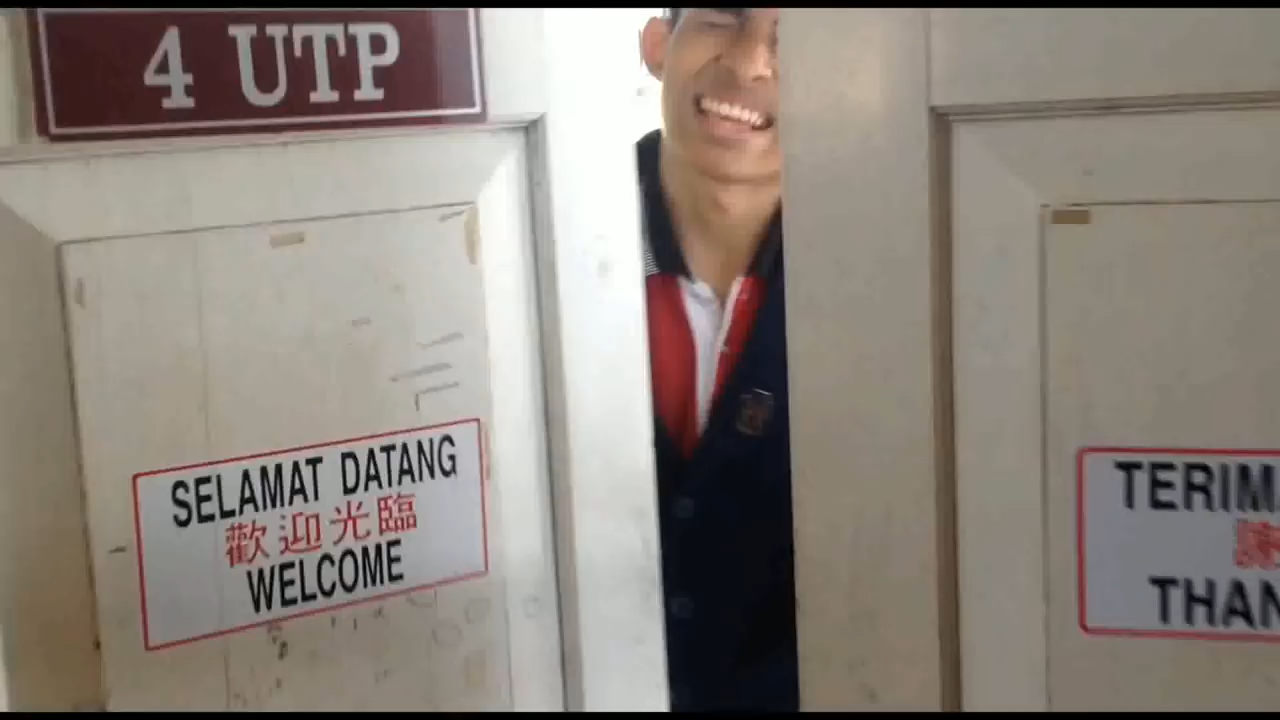 4 UTP
SELAMAT DATANG
歡迎光臨
WELCOME
TERIM
THAN